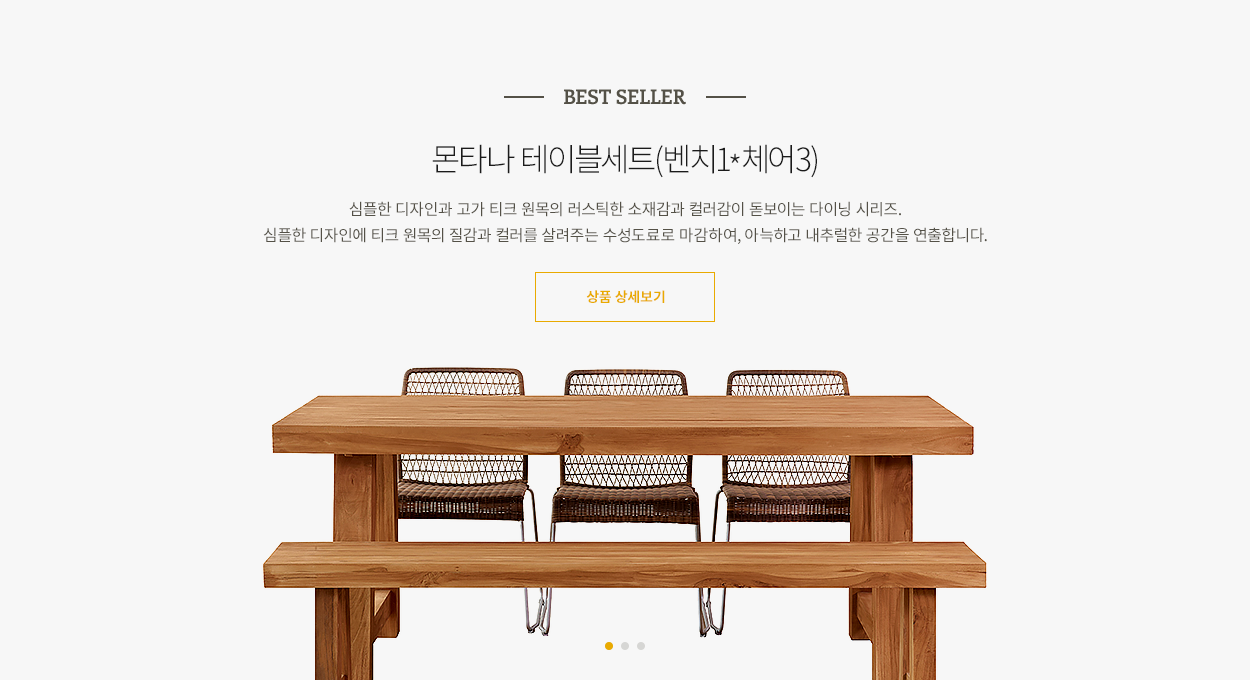 BEST SELLER
몬타나 테이블세트(벤치1*체어3)
심플한 디자인과 고가 티크 원목의 러스틱한 소재감과 컬러감이 돋보이는 다이닝 시리즈.
심플한 디자인에 티크 원목의 질감과 컬러를 살려주는 수성도료로 마감하여, 아늑하고 내추럴한 공간을 연출합니다.
상품 상세보기